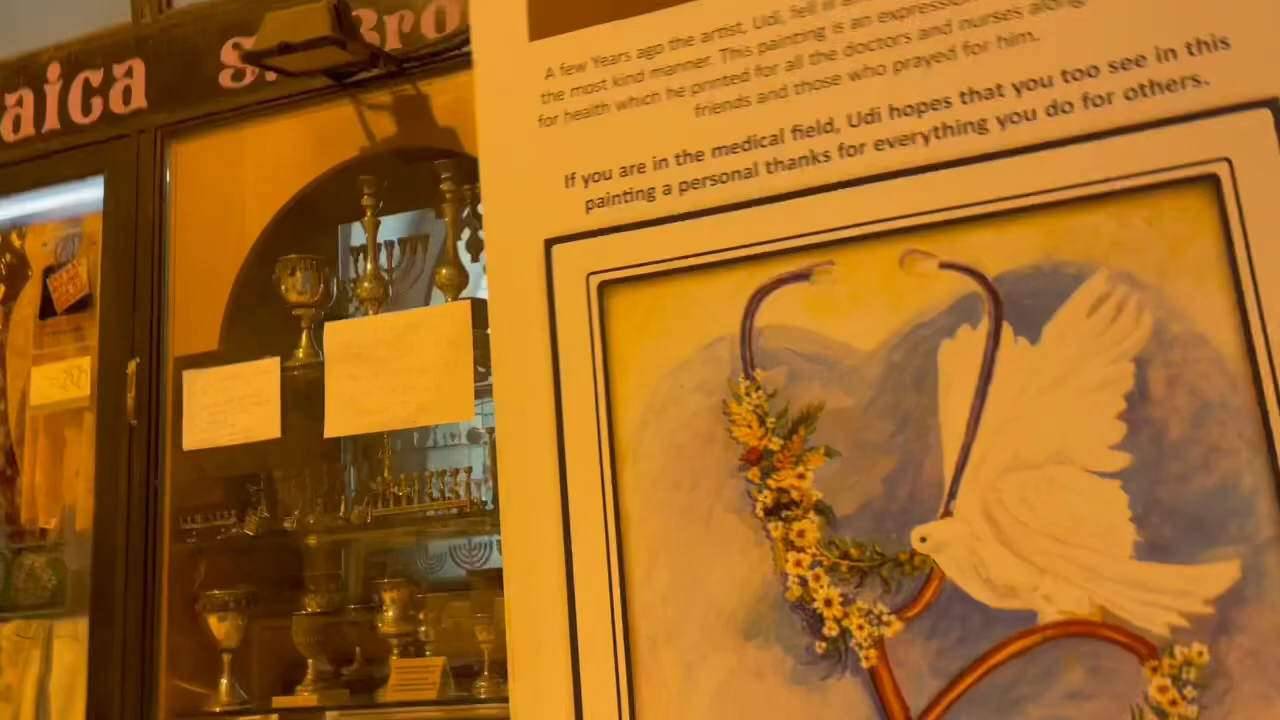 aica
A few Years ago the artist, Udi, fell ill
the most kind manner. This painting is an expression
for health which he printed for all the doctors and nurses along
friends and those who prayed for him.
If you are in the medical field, Udi hopes that you too see in this
painting a personal thanks for everything you do for others.